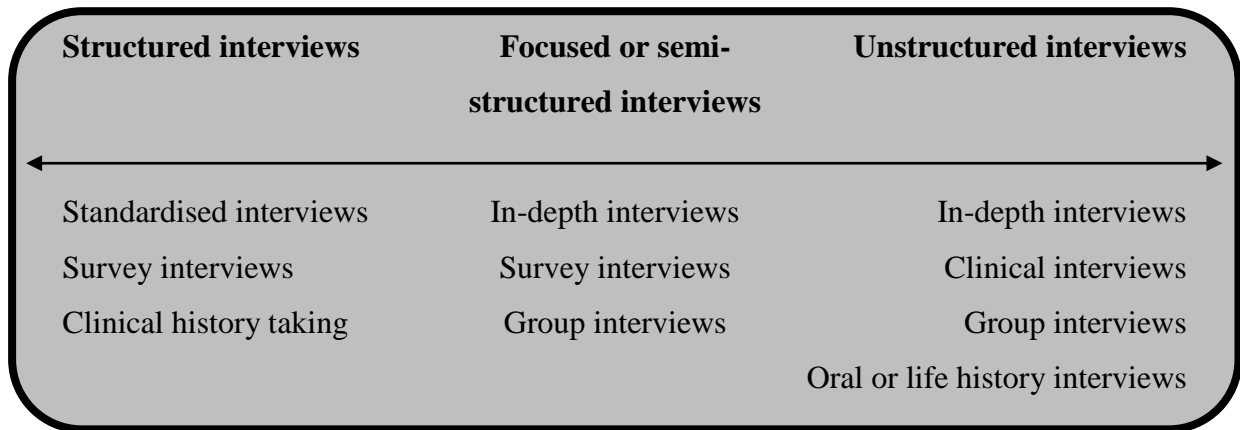 Structured interviews
Focused or semi-
structured interviews
Unstructured interviews
Standardised interviews
In-depth interviews
In-depth interviews
Survey interviews
Survey interviews
Clinical interviews
Clinical history taking
Group interviews
Group interviews
Oral or life history interviews